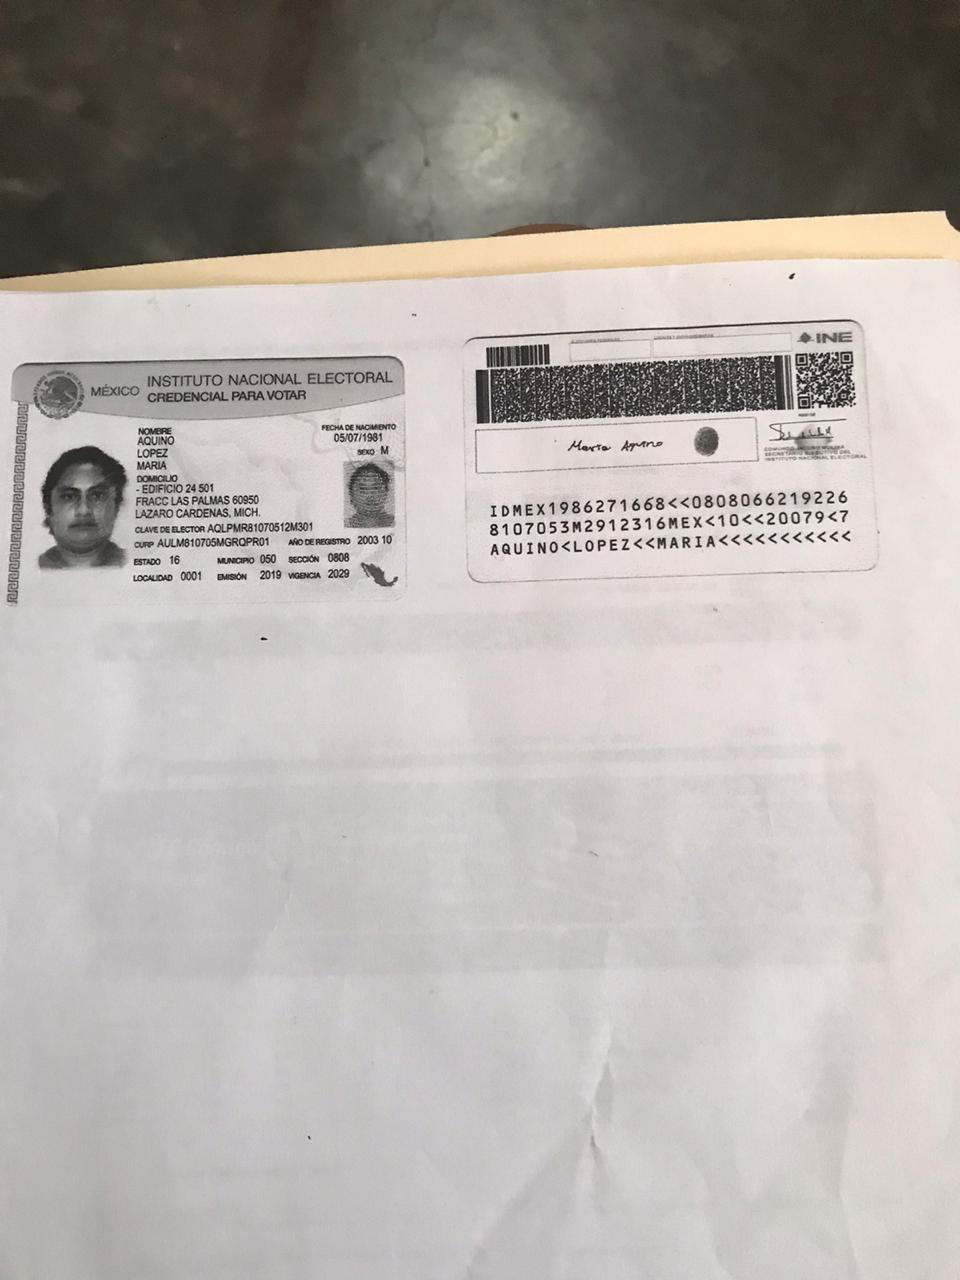 MÉXICO INSTITUTO NACIONAL ELECTORAL
CREDENCIAL PARA VOTAR
NOMBRE
AQUINO
LOPEZ
MARIA
FECHA DE NACIMIENTO
05/07/1981
SEXO M
DOMICILIO
- EDIFICIO 24 501
FRACC LAS PALMAS 60950
LAZARO CARDENAS, MICH.
CLAVE DE ELECTOR AQLPMR81070512M301
CURP AULM810705MGRQPR01 AÑO DE REGISTRO 2003 10
ESTADO 16 MUNICIPIO 050 SECCIÓN 0808
LOCALIDAD 0001 EMISIÓN 2019 VIGENCIA 2029
INE
Maria Aquino
EDMUNDO JACOBO MOLINA
SECRETARIO EJECUTIVO DEL
INSTITUTO NACIONAL ELECTORAL
IDMEX1986271668<<0808066219226
8107053M2912316MEX<10<<20079<7
AQUINO<LOPEZ<<MARIA<<<<<<<<<<<